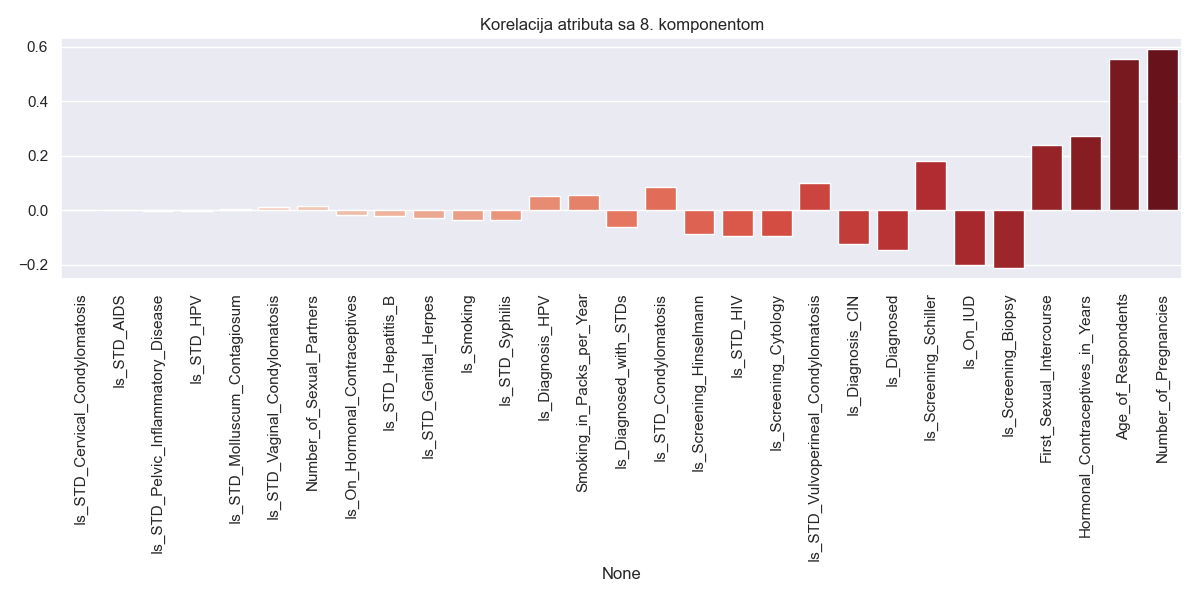 Korelacija atributa sa 8. komponentom
0.6
0.4
0.2
0.0
−0.2
Is_STD_Cervical_Condylomatosis
Is_STD_AIDS
Is_STD_Pelvic_Inflammatory_Disease
Is_STD_HPV
Is_STD_Molluscum_Contagiosum
Is_STD_Vaginal_Condylomatosis
Number_of_Sexual_Partners
Is_On_Hormonal_Contraceptives
Is_STD_Hepatitis_B
Is_STD_Genital_Herpes
Is_Smoking
Is_STD_Syphilis
Is_Diagnosis_HPV
Smoking_in_Packs_per_Year
Is_Diagnosed_with_STDs
Is_STD_Condylomatosis
Is_Screening_Hinselmann
Is_STD_HIV
Is_Screening_Cytology
Is_STD_Vulvoperineal_Condylomatosis
Is_Diagnosis_CIN
Is_Diagnosed
Is_Screening_Schiller
Is_On_IUD
Is_Screening_Biopsy
First_Sexual_Intercourse
Hormonal_Contraceptives_in_Years
Age_of_Respondents
Number_of_Pregnancies
None